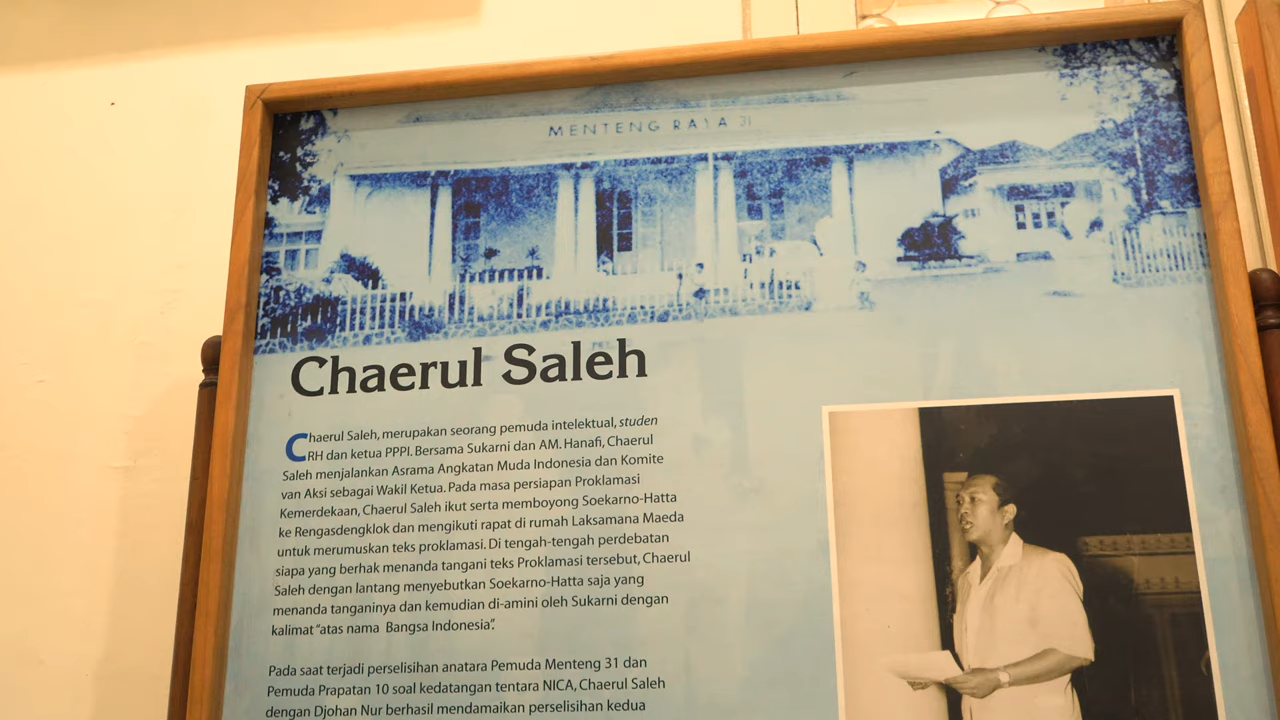 MENTENG RAYA 31
Chaerul Saleh
Chaerul Saleh, merupakan seorang pemuda intelektual, studen
RH dan ketua PPPI. Bersama Sukarni dan AM. Hanafi, Chaerul
Saleh menjalankan Asrama Angkatan Muda Indonesia dan Komite
van Aksi sebagai Wakil Ketua. Pada masa persiapan Proklamasi
Kemerdekaan, Chaerul Saleh ikut serta memboyong Soekarno-Hatta
ke Rengasdengklok dan mengikuti rapat di rumah Laksamana Maeda
untuk merumuskan teks proklamasi. Di tengah-tengah perdebatan
siapa yang berhak menanda tangani teks Proklamasi tersebut, Chaerul
Saleh dengan lantang menyebutkan Soekarno-Hatta saja yang
menanda tanganinya dan kemudian di-amini oleh Sukarni dengan
kalimat “atas nama Bangsa Indonesia”.
Pada saat terjadi perselisihan anatara Pemuda Menteng 31 dan
Pemuda Prapatan 10 soal kedatangan tentara NICA, Chaerul Saleh
dengan Djohan Nur berhasil mendamaikan perselisihan kedua